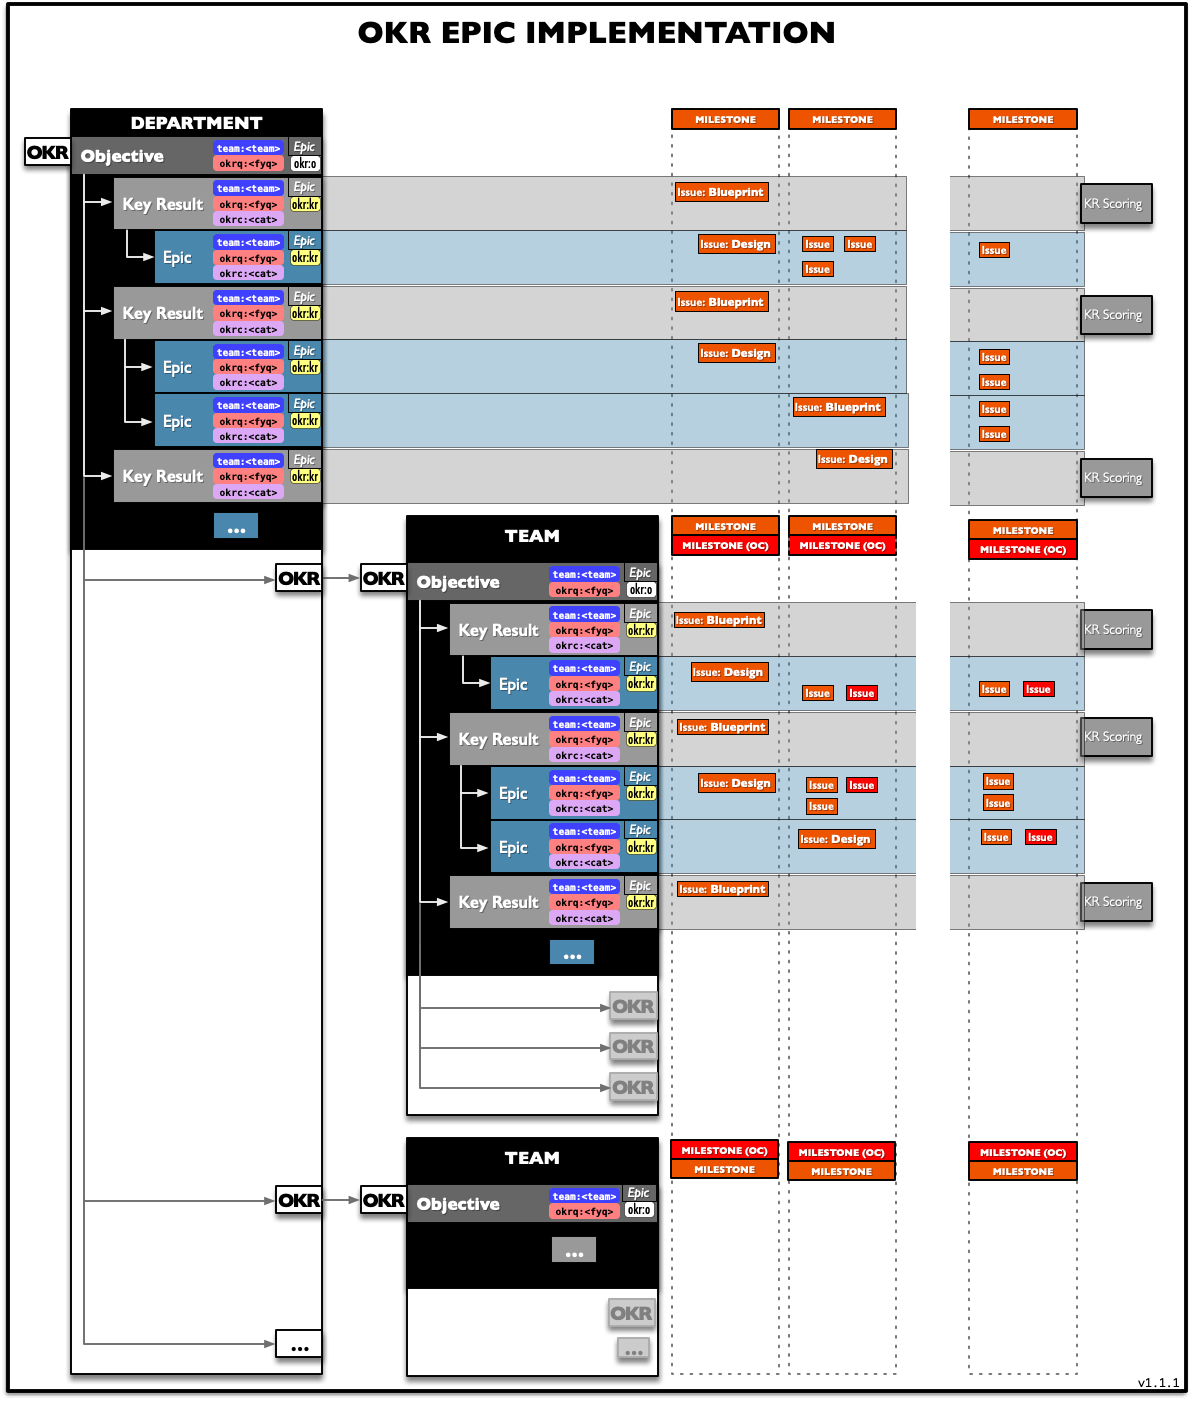 OKR EPIC IMPLEMENTATION
DEPARTMENT
MILESTONE
MILESTONE
MILESTONE
OKR
Objective
team:<team>
okrq:<fyq>
Epic
okr:o
Key Result
team:<team>
okrq:<fyq>
okrc:<cat>
Epic
okr:kr
Issue: Blueprint
KR Scoring
Epic
team:<team>
okrq:<fyq>
okrc:<cat>
Epic
okr:kr
Issue: Design
Issue
Issue
Issue
Issue
Key Result
team:<team>
okrq:<fyq>
okrc:<cat>
Epic
okr:kr
Issue: Blueprint
KR Scoring
Epic
team:<team>
okrq:<fyq>
okrc:<cat>
Epic
okr:kr
Issue: Design
Issue
Issue
Epic
team:<team>
okrq:<fyq>
okrc:<cat>
Epic
okr:kr
Issue: Blueprint
Issue
Issue
Key Result
team:<team>
okrq:<fyq>
okrc:<cat>
Epic
okr:kr
Issue: Design
KR Scoring
...
TEAM
MILESTONE
MILESTONE (OC)
MILESTONE
MILESTONE (OC)
MILESTONE
MILESTONE (OC)
OKR
OKR
Objective
team:<team>
okrq:<fyq>
Epic
okr:o
Key Result
team:<team>
okrq:<fyq>
okrc:<cat>
Epic
okr:kr
Issue: Blueprint
KR Scoring
Epic
team:<team>
okrq:<fyq>
okrc:<cat>
Epic
okr:kr
Issue: Design
Issue
Issue
Issue
Issue
Key Result
team:<team>
okrq:<fyq>
okrc:<cat>
Epic
okr:kr
Issue: Blueprint
KR Scoring
Epic
team:<team>
okrq:<fyq>
okrc:<cat>
Epic
okr:kr
Issue: Design
Issue
Issue
Issue
Issue
Issue
Epic
team:<team>
okrq:<fyq>
okrc:<cat>
Epic
okr:kr
Issue: Design
Issue
Issue
Key Result
team:<team>
okrq:<fyq>
okrc:<cat>
Epic
okr:kr
Issue: Blueprint
KR Scoring
...
OKR
OKR
OKR
TEAM
MILESTONE (OC)
MILESTONE
MILESTONE (OC)
MILESTONE
MILESTONE (OC)
MILESTONE
OKR
OKR
Objective
team:<team>
okrq:<fyq>
Epic
okr:o
...
OKR
...
...
v1.1.1